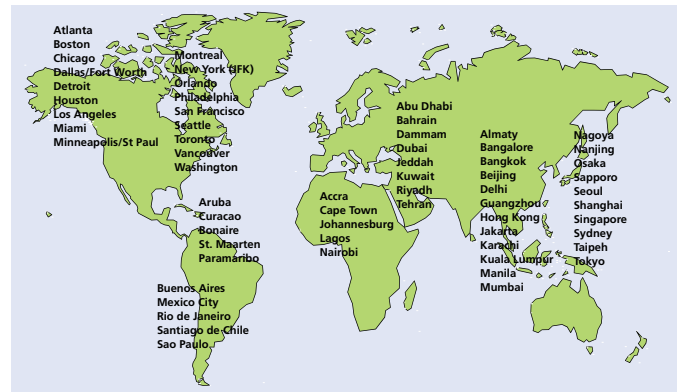 Atlanta
Boston
Chicago
Dallas/Fort Worth
Detroit
Houston
Los Angeles
Miami
Minneapolis/St Paul
Montreal
New York (JFK)
Orlando
Philadelphia
San Francisco
Seattle
Toronto
Vancouver
Washington
Aruba
Curacao
Bonaire
St. Maarten
Paramaribo
Buenos Aires
Mexico City
Rio de Janeiro
Santiago de Chile
Sao Paulo
Accra
Cape Town
Johannesburg
Lagos
Nairobi
Abu Dhabi
Bahrain
Dammam
Dubai
Jeddah
Kuwait
Riyadh
Tehran
Almaty
Bangalore
Bangkok
Beijing
Delhi
Guangzhou
Hong Kong
Jakarta
Karachi
Kuala Lumpur
Manila
Mumbai
Nagoya
Nanjing
Osaka
Sapporo
Seoul
Shanghai
Singapore
Sydney
Taipeh
Tokyo